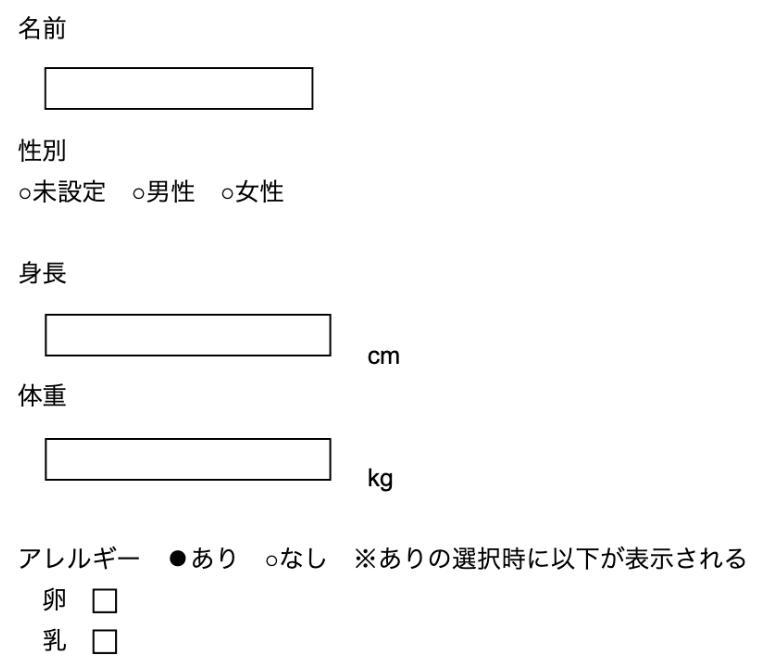 名前
性別
○未設定　○男性　○女性
身長
cm
体重
kg
アレルギー　●あり　○なし　※ありの選択時に以下が表示される
卵　□
乳　□